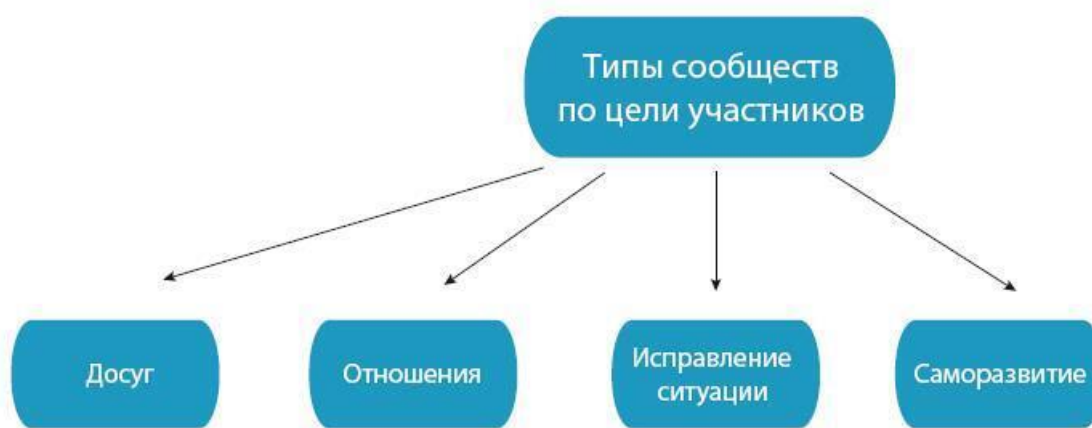 Типы сообществ
по цели участников
Досуг
Отношения
Исправление
ситуации
Саморазвитие